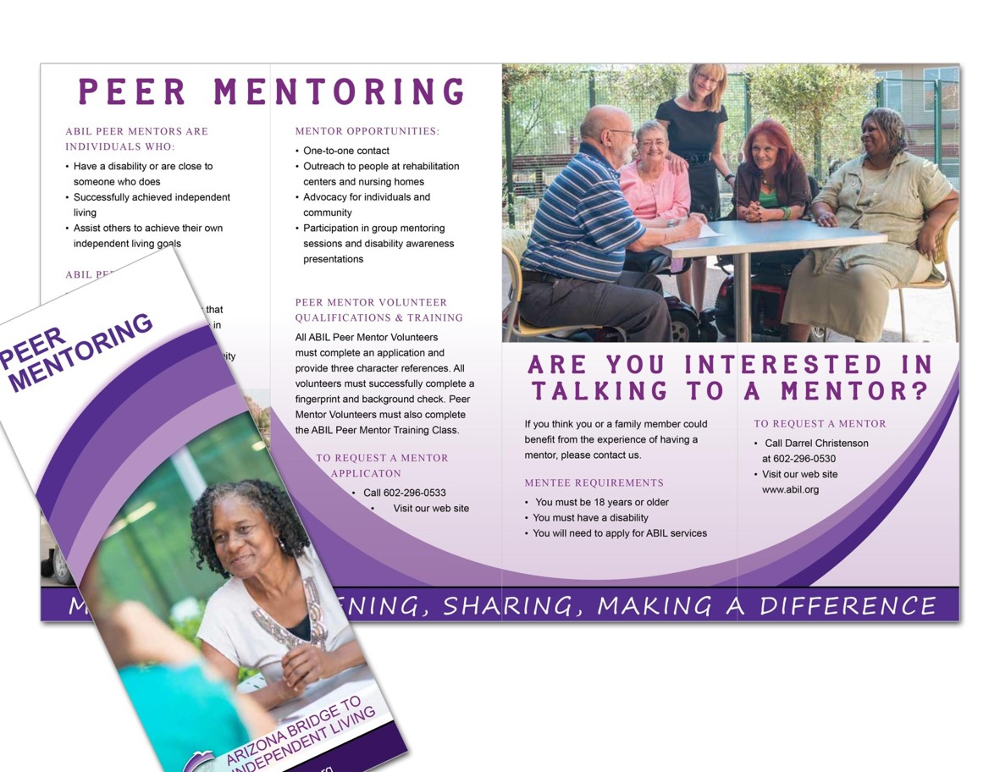 PEER MENTORING
ABIL PEER MENTORS ARE
INDIVIDUALS WHO:
• Have a disability or are close to
someone who does
• Successfully achieved independent
living
• Assist others to achieve their own
independent living goals
ABIL
that
in
MENTOR OPPORTUNITIES:
• One-to-one contact
• Outreach to people at rehabilitation
centers and nursing homes
• Advocacy for individuals and
community
• Participation in group mentoring
sessions and disability awareness
presentations
PEER MENTOR VOLUNTEER
QUALIFICATIONS & TRAINING
All ABIL Peer Mentor Volunteers
must complete an application and
provide three character references. All
volunteers must successfully complete a
fingerprint and background check. Peer
Mentor Volunteers must also complete
the ABIL Peer Mentor Training Class.
TO REQUEST A MENTOR
APPLICATON
• Call 602-296-0533
• Visit our web site
ARE YOU INTERESTED IN
TALKING TO A MENTOR?
If you think you or a family member could
benefit from the experience of having a
mentor, please contact us.
MENTEE REQUIREMENTS
• You must be 18 years or older
• You must have a disability
• You will need to apply for ABIL services
TO REQUEST A MENTOR
• Call Darrel Christenson
at 602-296-0530
• Visit our web site
www.abil.org
ENING, SHARING, MAKING A DIFFERENCE
PEER
MENTORING
ARIZONA BRIDGE TO
INDEPENDENT LIVING